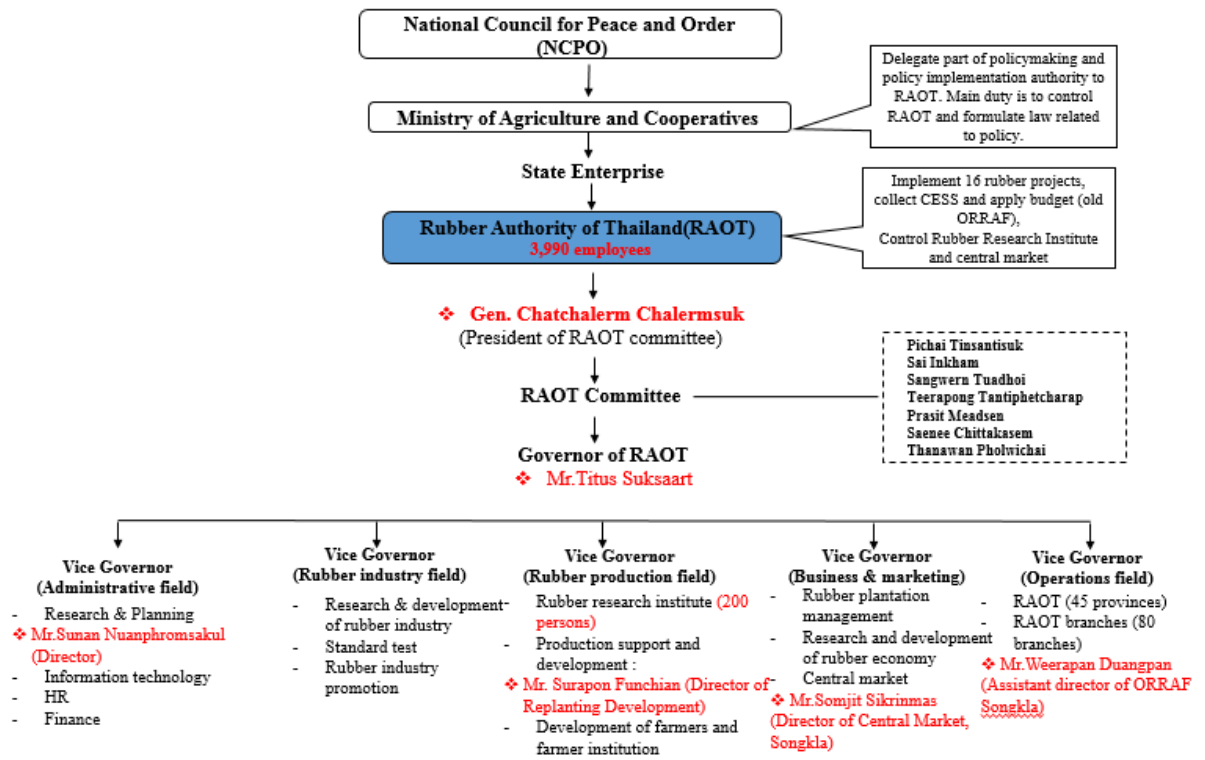 National Council for Peace and Order
(NCPO)
Delegate part of policymaking and
policy implementation authority to
RAOT. Main duty is to control
RAOT and formulate law related
to policy.
Ministry of Agriculture and Cooperatives
State Enterprise
Implement 16 rubber projects,
collect CESS and apply budget (old
ORRAF),
Control Rubber Research Institute
and central market
Rubber Authority of Thailand(RAOT)
3,990 employees
❖ Gen. Chatchalerm Chalermsuk
(President of RAOT committee)
RAOT Committee
Pichai Tinsantisuk
Sai Inkham
Sangwern Tuadhoi
Teerapong Tantiphetcharap
Prasit Meadsen
Saenee Chittakasem
Thanawan Pholwichai
Governor of RAOT
❖ Mr.Titus Suksaart
Vice Governor
(Administrative field)
- Research & Planning
❖ Mr.Sunan Nuanphromsakul
(Director)
- Information technology
- HR
- Finance
Vice Governor
(Rubber industry field)
- Research & development
of rubber industry
- Standard test
- Rubber industry
promotion
Vice Governor
(Rubber production field)
- Rubber research institute (200
persons)
- Production support and
development :
❖ Mr. Surapon Funchian (Director of
Replanting Development)
- Development of farmers and
farmer institution
Vice Governor
(Business & marketing)
- Rubber plantation
management
- Research and development
of rubber economy
- Central market
❖ Mr.Somjit Sikrinmas
(Director of Central Market,
Songkla)
Vice Governor
(Operations field)
- RAOT (45 provinces)
- RAOT branches (80
branches)
❖ Mr.Weerapan Duangpan
(Assistant director of ORRAF
Songkla)